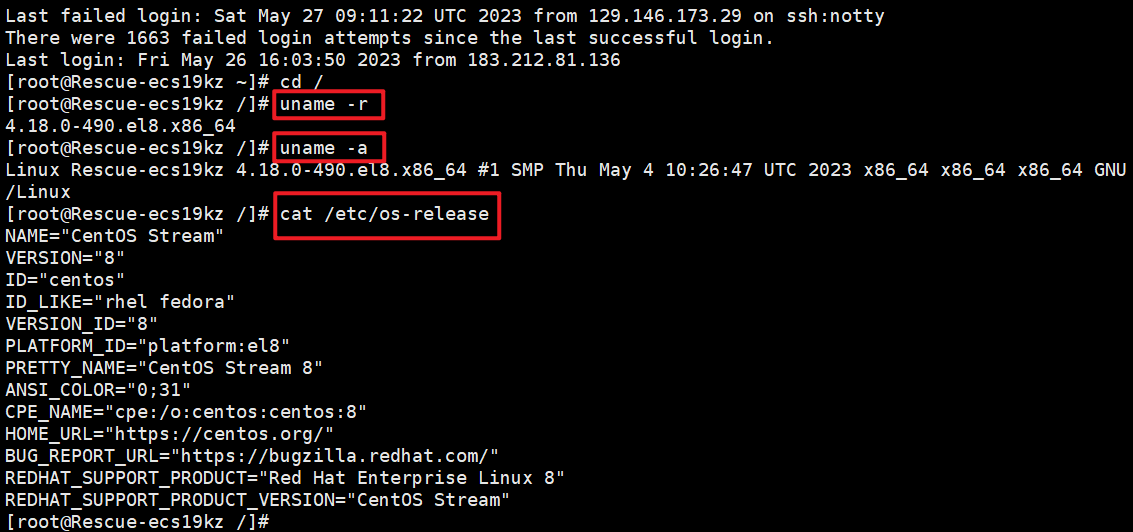 Last failed login: Sat May 27 09:11:22 UTC 2023 from 129.146.173.29 on ssh:notty
There were 1663 failed login attempts since the last successful login.
Last login: Fri May 26 16:03:50 2023 from 183.212.81.136
[root@Rescue-ecs19kz ~]# cd /
[root@Rescue-ecs19kz /]# uname -r
4.18.0-490.el8.x86_64
[root@Rescue-ecs19kz /]# uname -a
Linux Rescue-ecs19kz 4.18.0-490.el8.x86_64 #1 SMP Thu May 4 10:26:47 UTC 2023 x86_64 x86_64 x86_64 GNU
/Linux
[root@Rescue-ecs19kz /]# cat /etc/os-release
NAME="CentOS Stream"
VERSION="8"
ID="centos"
ID_LIKE="rhel fedora"
VERSION_ID="8"
PLATFORM_ID="platform:el8"
PRETTY_NAME="CentOS Stream 8"
ANSI_COLOR="0;31"
CPE_NAME="cpe:/o:centos:centos:8"
HOME_URL="https://centos.org/"
BUG_REPORT_URL="https://bugzilla.redhat.com/"
REDHAT_SUPPORT_PRODUCT="Red Hat Enterprise Linux 8"
REDHAT_SUPPORT_PRODUCT_VERSION="CentOS Stream"
[root@Rescue-ecs19kz /]#